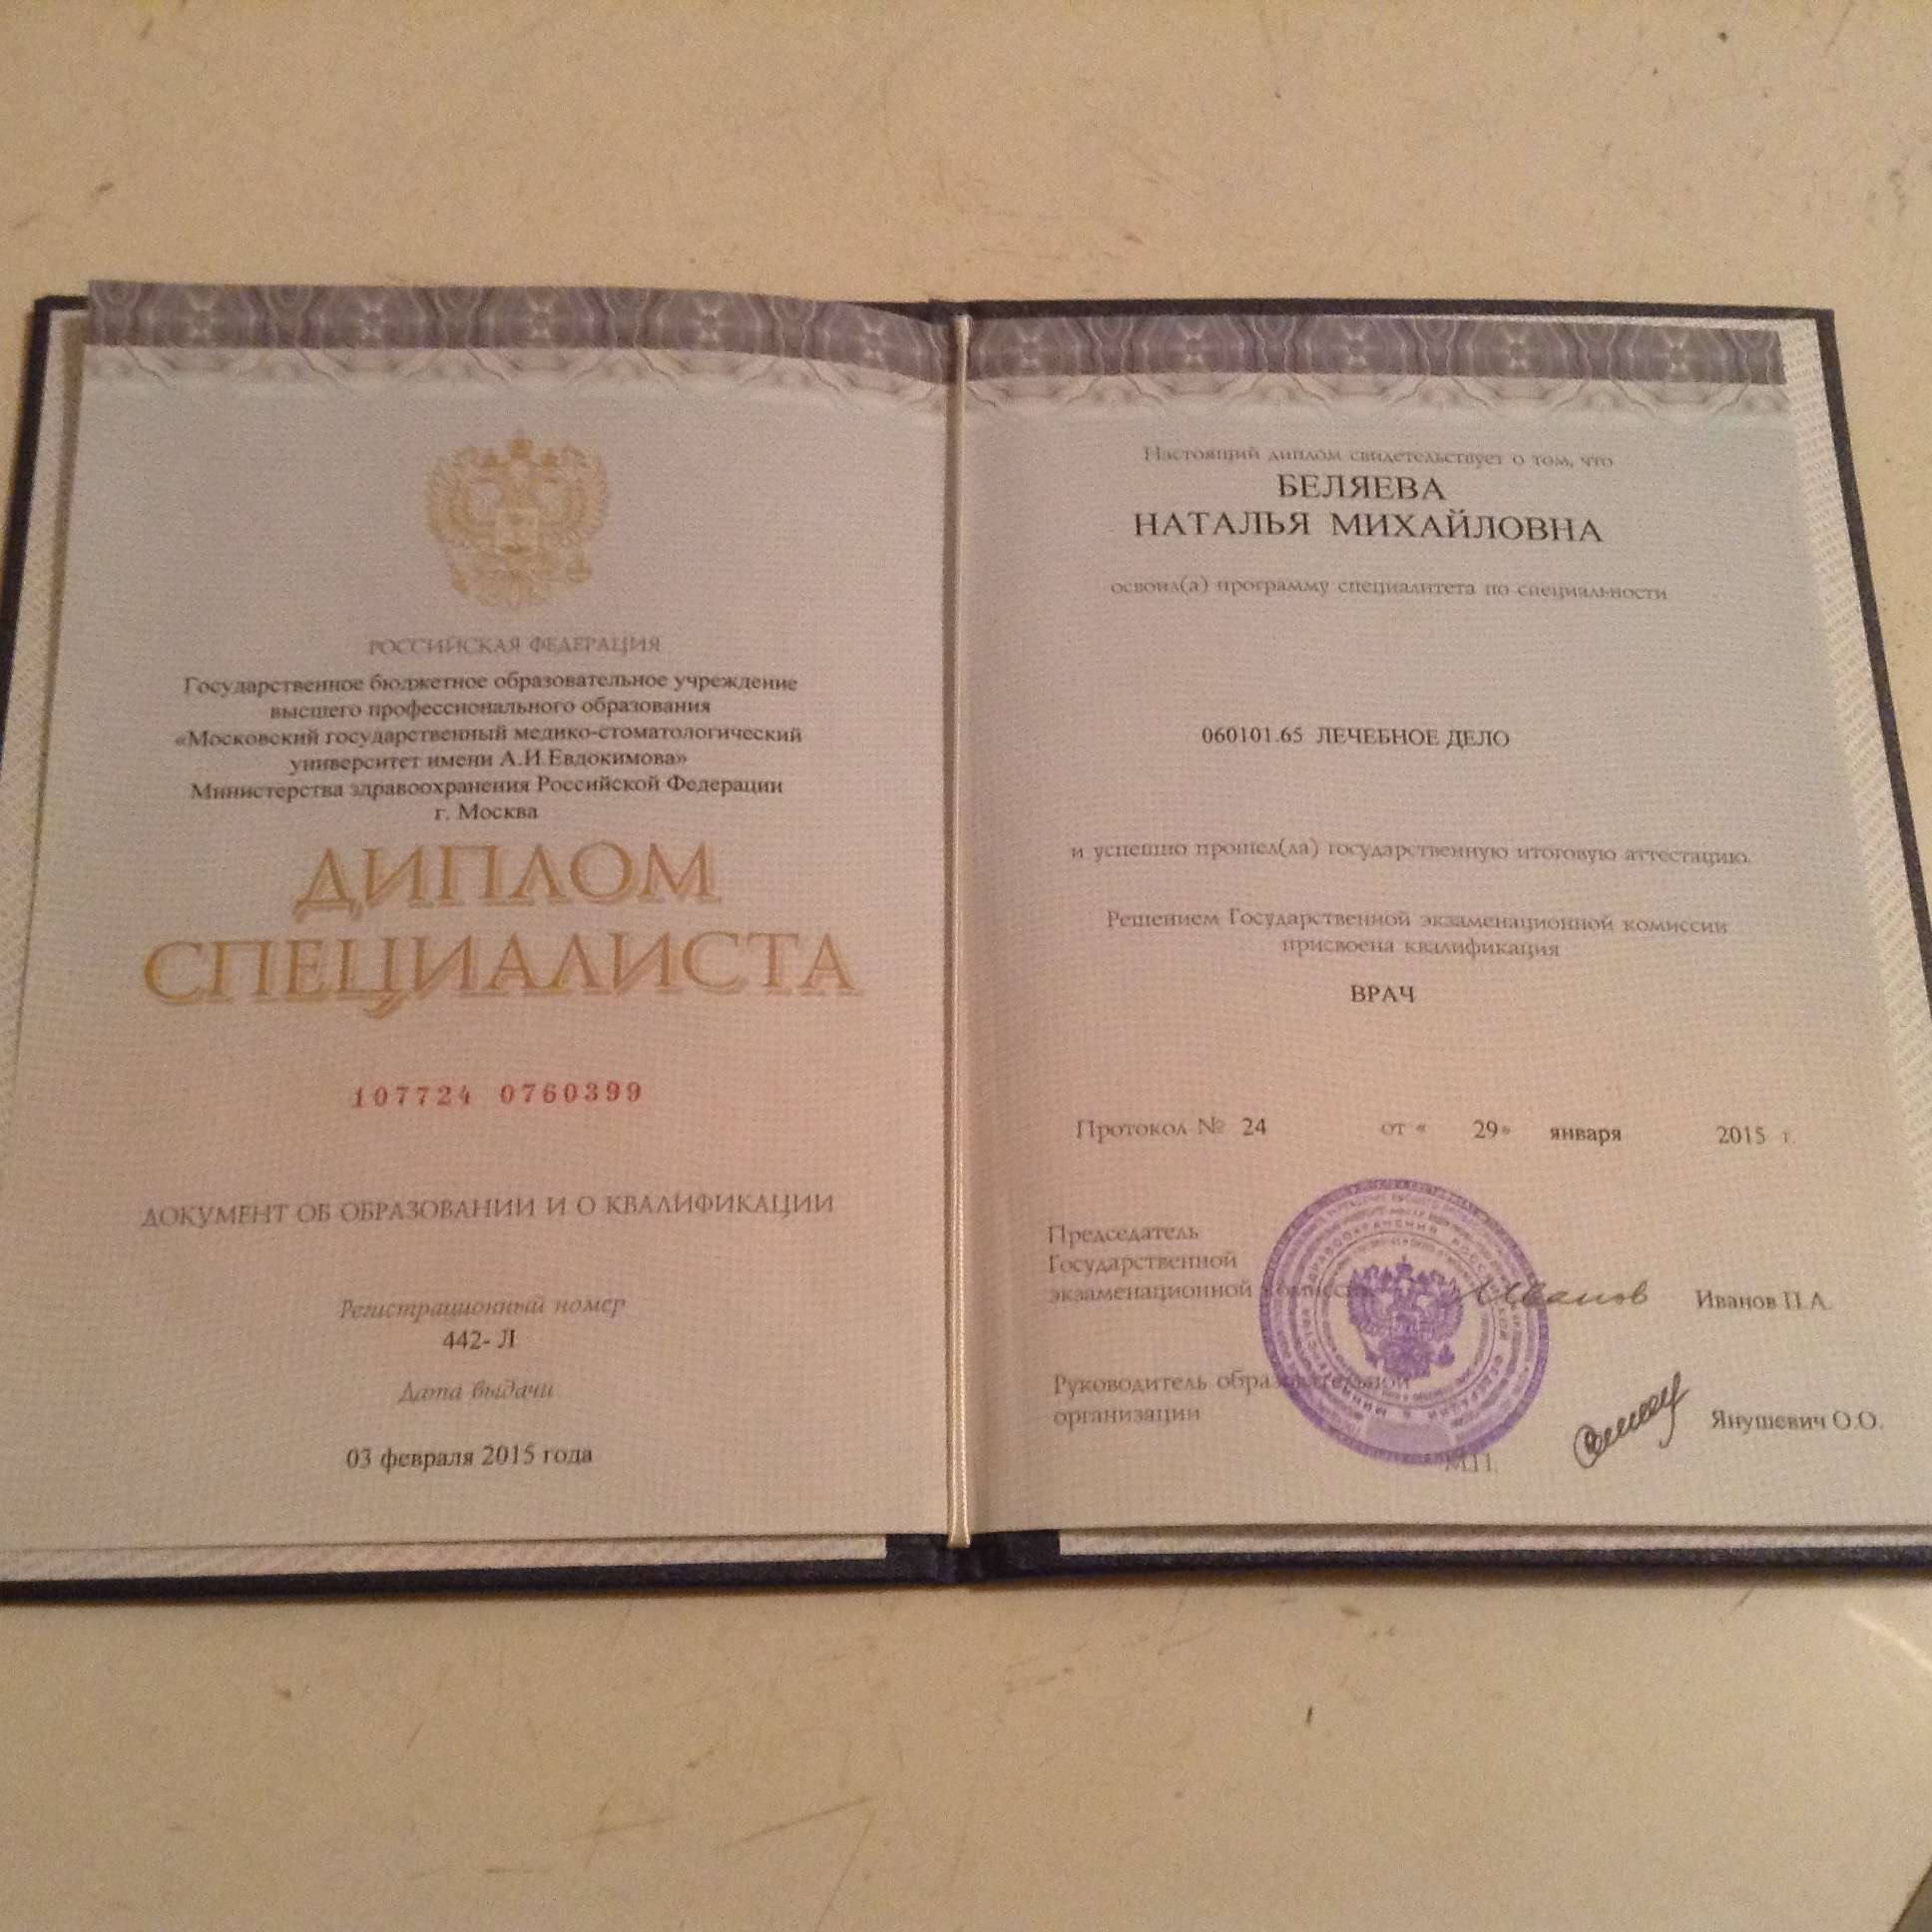 РОССИЙСКАЯ ФЕДЕРАЦИЯ
Государственное бюджетное образовательное учреждение
высшего профессионального образования
«Московский государственный медико-стоматологический
университет имени А.И.Евдокимова»
Министерства здравоохранения Российской Федерации
г. Москва
ДИПЛОМ
СПЕЦИАЛИСТА
107724 0760399
ДОКУМЕНТ ОБ ОБРАЗОВАНИИ И О КВАЛИФИКАЦИИ
Регистрационный номер
442- Л
Дата выдачи
03 февраля 2015 года
Настоящий диплом свидетельствует о том, что
БЕЛЯЕВА
НАТАЛЬЯ МИХАЙЛОВНА
освоил(а) программу специалитета по специальности
060101.65 ЛЕЧЕБНОЕ ДЕЛО
и успешно прошел(ла) государственную итоговую аттестацию.
Решением Государственной экзаменационной комиссии
присвоена квалификация
ВРАЧ
Протокол № 24 от « 29» января 2015 г.
Председатель
Государственной
экзаменационной комиссии Иванов Иванов П.А.
Руководитель образовательной
организации Янушевич О.О.
М.П.